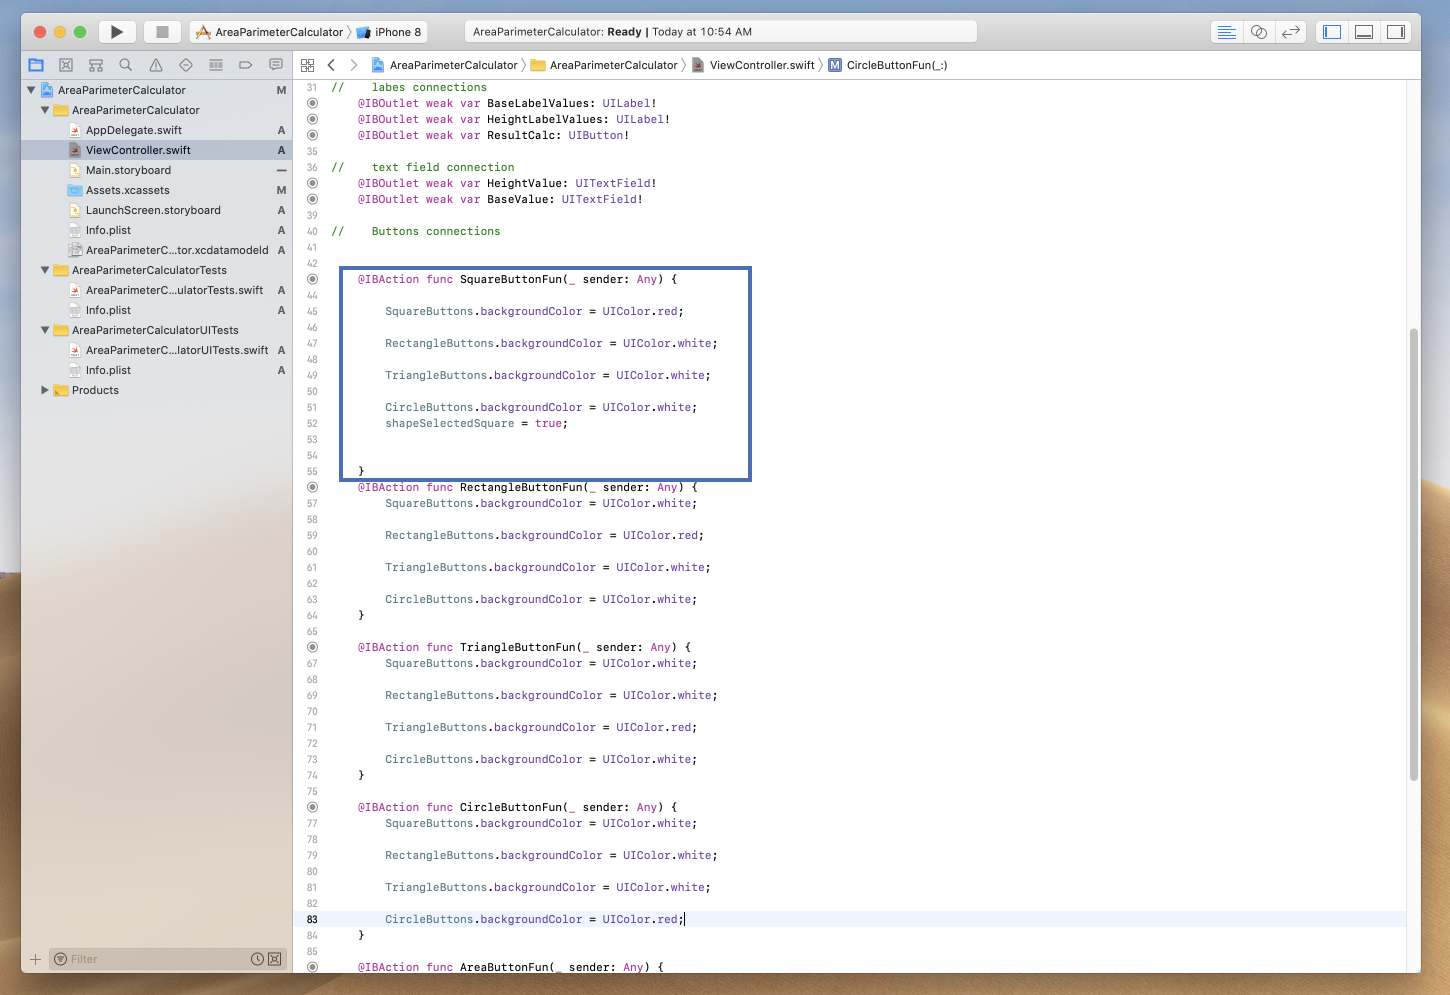 AreaParimeterCalculator
iPhone 8
AreaParimeterCalculator: Ready | Today at 10:54 AM
AreaParimeterCalculator
AreaParimeterCalculator
ViewController.swift
M CircleButtonFun(_:)
AreaParimeterCalculator M
AreaParimeterCalculator
AppDelegate.swift A
ViewController.swift A
Main.storyboard —
Assets.xcassets M
LaunchScreen.storyboard A
Info.plist A
AreaParimeterC...tor.xcdatamodeld A
AreaParimeterCalculatorTests
AreaParimeterC...ulatorTests.swift A
Info.plist A
AreaParimeterCalculatorUITests
AreaParimeterC...latorUITests.swift A
Info.plist A
Products
Filter
31 // labes connections
@IBOutlet weak var BaseLabelValues: UILabel!
@IBOutlet weak var HeightLabelValues: UILabel!
@IBOutlet weak var ResultCalc: UIButton!
35
36 // text field connection
@IBOutlet weak var HeightValue: UITextField!
@IBOutlet weak var BaseValue: UITextField!
39
40 // Buttons connections
41
42
@IBAction func SquareButtonFun(_ sender: Any) {
44
45 SquareButtons.backgroundColor = UIColor.red;
46
47 RectangleButtons.backgroundColor = UIColor.white;
48
49 TriangleButtons.backgroundColor = UIColor.white;
50
51 CircleButtons.backgroundColor = UIColor.white;
52 shapeSelectedSquare = true;
53
54
55 }
@IBAction func RectangleButtonFun(_ sender: Any) {
57 SquareButtons.backgroundColor = UIColor.white;
58
59 RectangleButtons.backgroundColor = UIColor.red;
60
61 TriangleButtons.backgroundColor = UIColor.white;
62
63 CircleButtons.backgroundColor = UIColor.white;
64 }
65
@IBAction func TriangleButtonFun(_ sender: Any) {
67 SquareButtons.backgroundColor = UIColor.white;
68
69 RectangleButtons.backgroundColor = UIColor.white;
70
71 TriangleButtons.backgroundColor = UIColor.red;
72
73 CircleButtons.backgroundColor = UIColor.white;
74 }
75
@IBAction func CircleButtonFun(_ sender: Any) {
77 SquareButtons.backgroundColor = UIColor.white;
78
79 RectangleButtons.backgroundColor = UIColor.white;
80
81 TriangleButtons.backgroundColor = UIColor.white;
82
83 CircleButtons.backgroundColor = UIColor.red;
84 }
85
@IBAction func AreaButtonFun(_ sender: Any) {